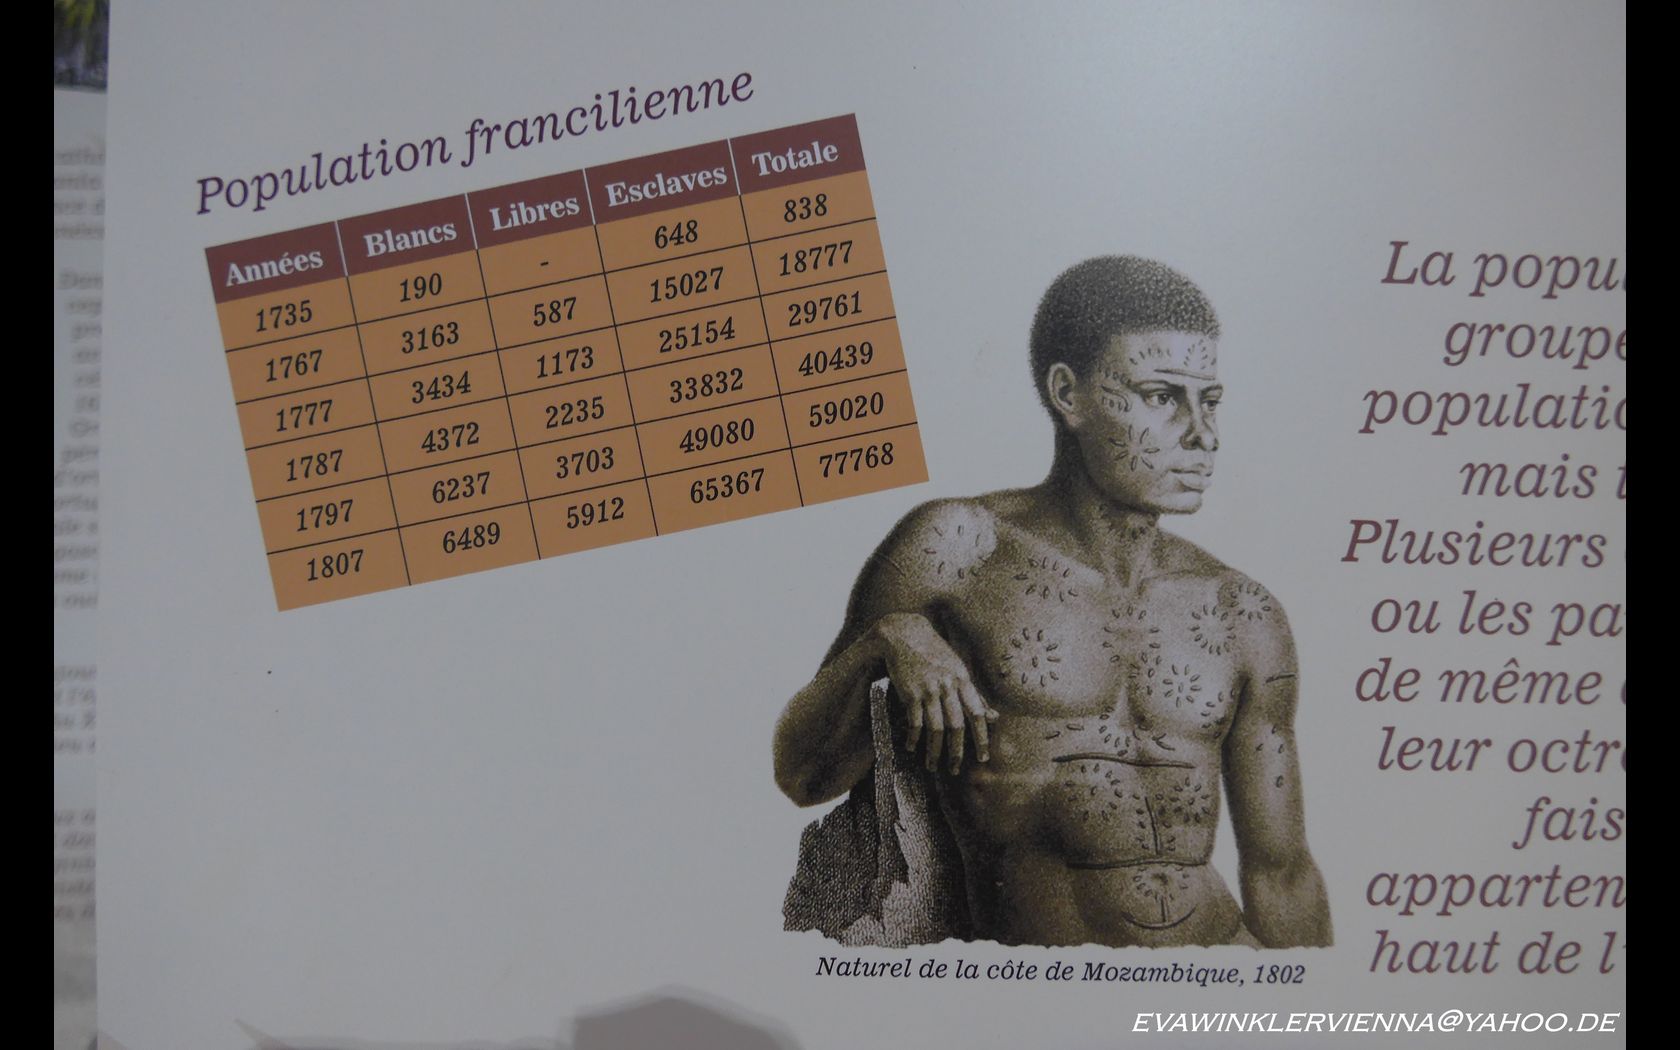 Population francilienne
Années Blancs Libres Esclaves Totale
1735 190 - 648 838
1767 3163 587 15027 18777
1777 3434 1173 25154 29761
1787 4372 2235 33832 40439
1797 6237 3703 49080 59020
1807 6489 5912 65367 77768
Naturel de la côte de Mozambique, 1802
La popu
groupe
populatio
mais
Plusieurs
ou les pa
de même
leur octr
fais
apparten
haut de l'
EVAWINKLERVIENNA@YAHOO.DE